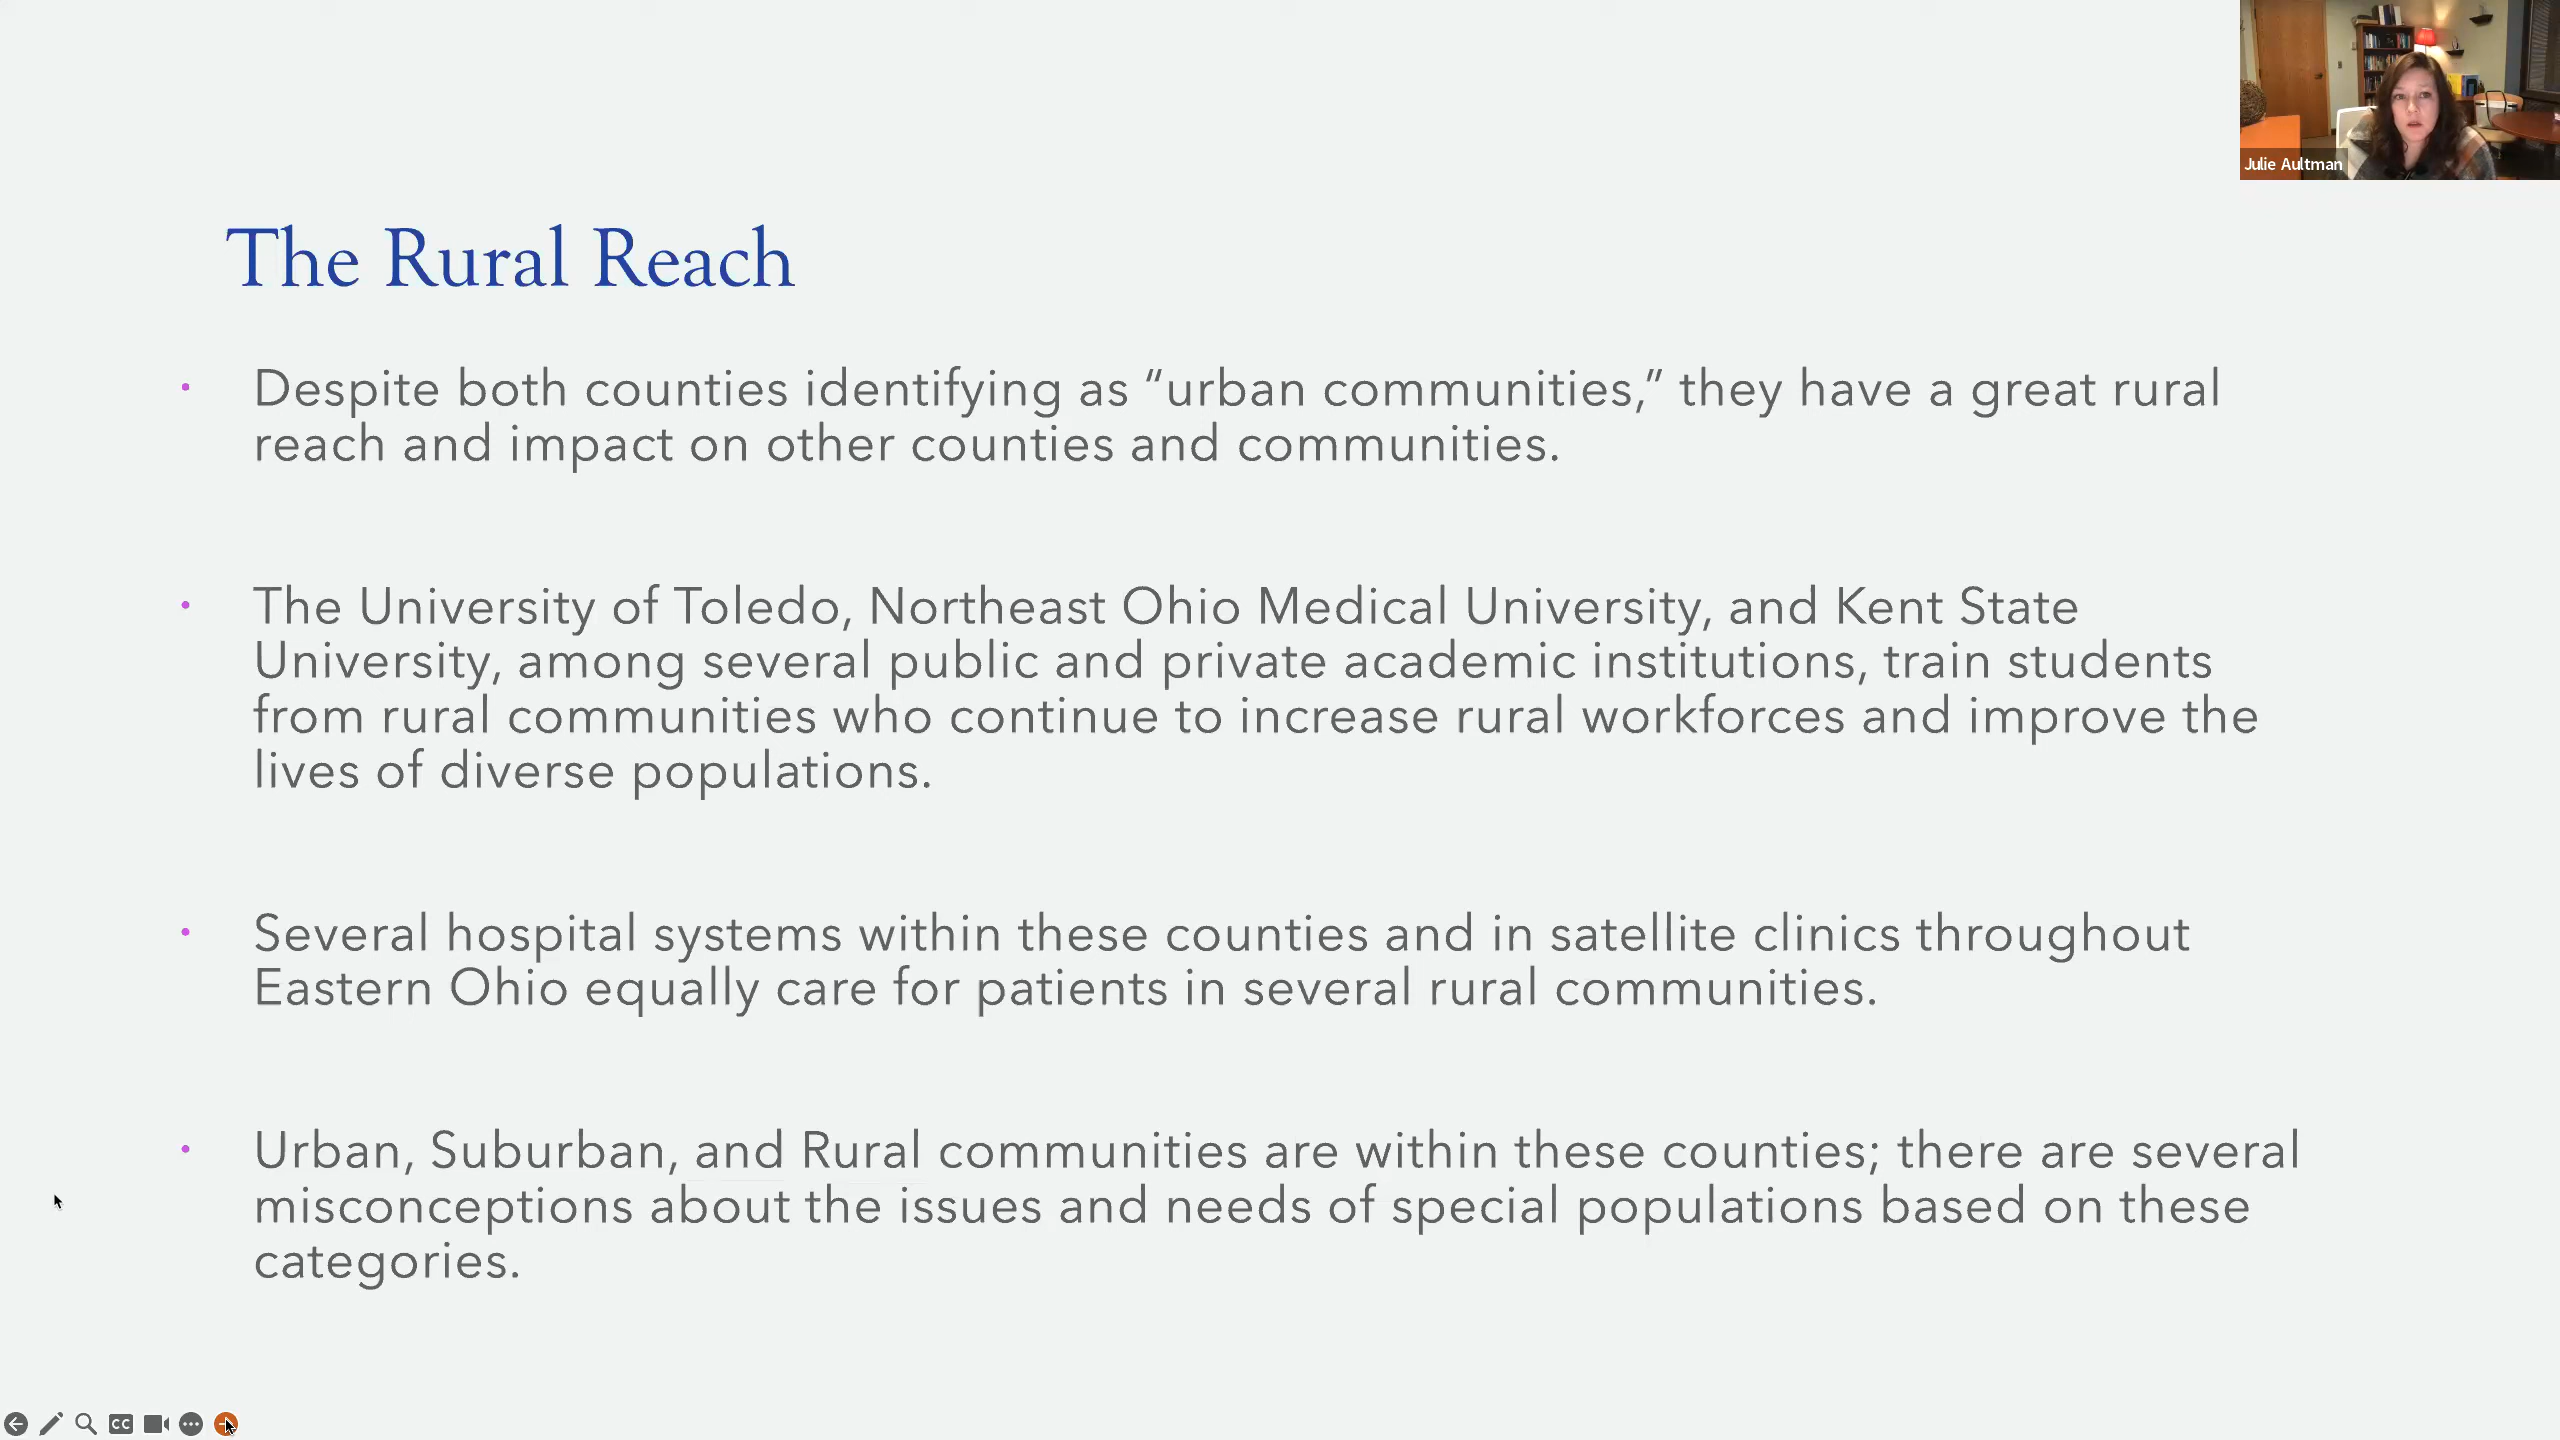 Julie Aultman
The Rural Reach
Despite both counties identifying as “urban communities,” they have a great rural
reach and impact on other counties and communities.
The University of Toledo, Northeast Ohio Medical University, and Kent State
University, among several public and private academic institutions, train students
from rural communities who continue to increase rural workforces and improve the
lives of diverse populations.
Several hospital systems within these counties and in satellite clinics throughout
Eastern Ohio equally care for patients in several rural communities.
Urban, Suburban, and Rural communities are within these counties; there are several
misconceptions about the issues and needs of special populations based on these
categories.
CC